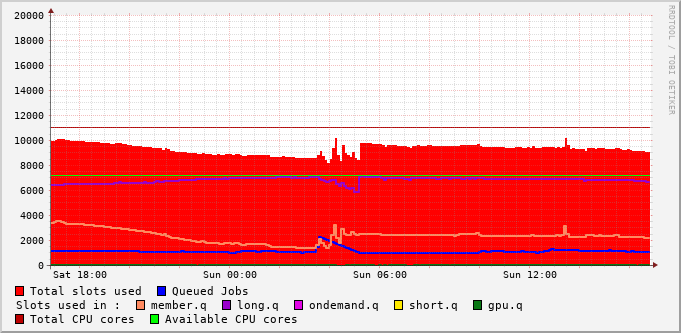 RRDTOOL / TOBI OETIKER
20000
18000
16000
14000
12000
10000
8000
6000
4000
2000
0
Sat 18:00 Sun 00:00 Sun 06:00 Sun 12:00
Total slots used Queued Jobs
Slots used in : member.q long.q ondemand.q short.q gpu.q
Total CPU cores Available CPU cores